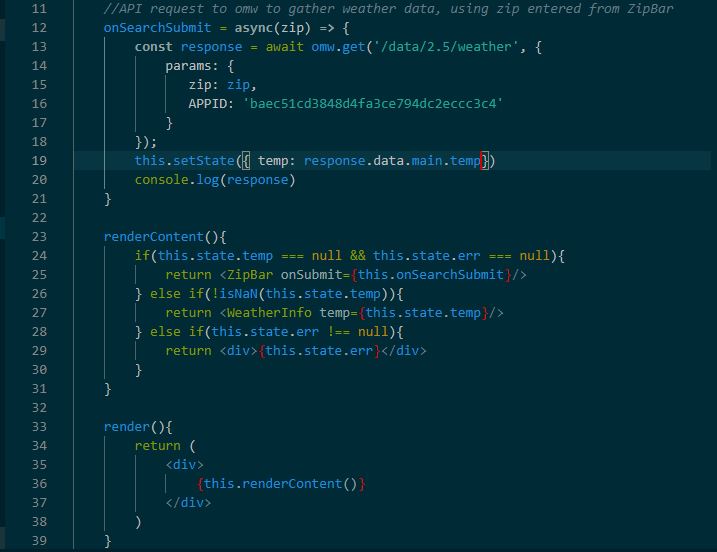 11 //API request to omw to gather weather data, using zip entered from ZipBar
12 onSearchSubmit = async(zip) => {
13 const response = await omw.get('/data/2.5/weather', {
14 params: {
15 zip: zip,
16 APPID: 'baec51cd3848d4fa3ce794dc2eccc3c4'
17 }
18 });
19 this.setState({ temp: response.data.main.temp})
20 console.log(response)
21 }
22
23 renderContent(){
24 if(this.state.temp === null && this.state.err === null){
25 return <ZipBar onSubmit={this.onSearchSubmit}/>
26 } else if(!isNaN(this.state.temp)){
27 return <WeatherInfo temp={this.state.temp}/>
28 } else if(this.state.err !== null){
29 return <div>{this.state.err}</div>
30 }
31 }
32
33 render(){
34 return (
35 <div>
36 {this.renderContent()}
37 </div>
38 )
39 }